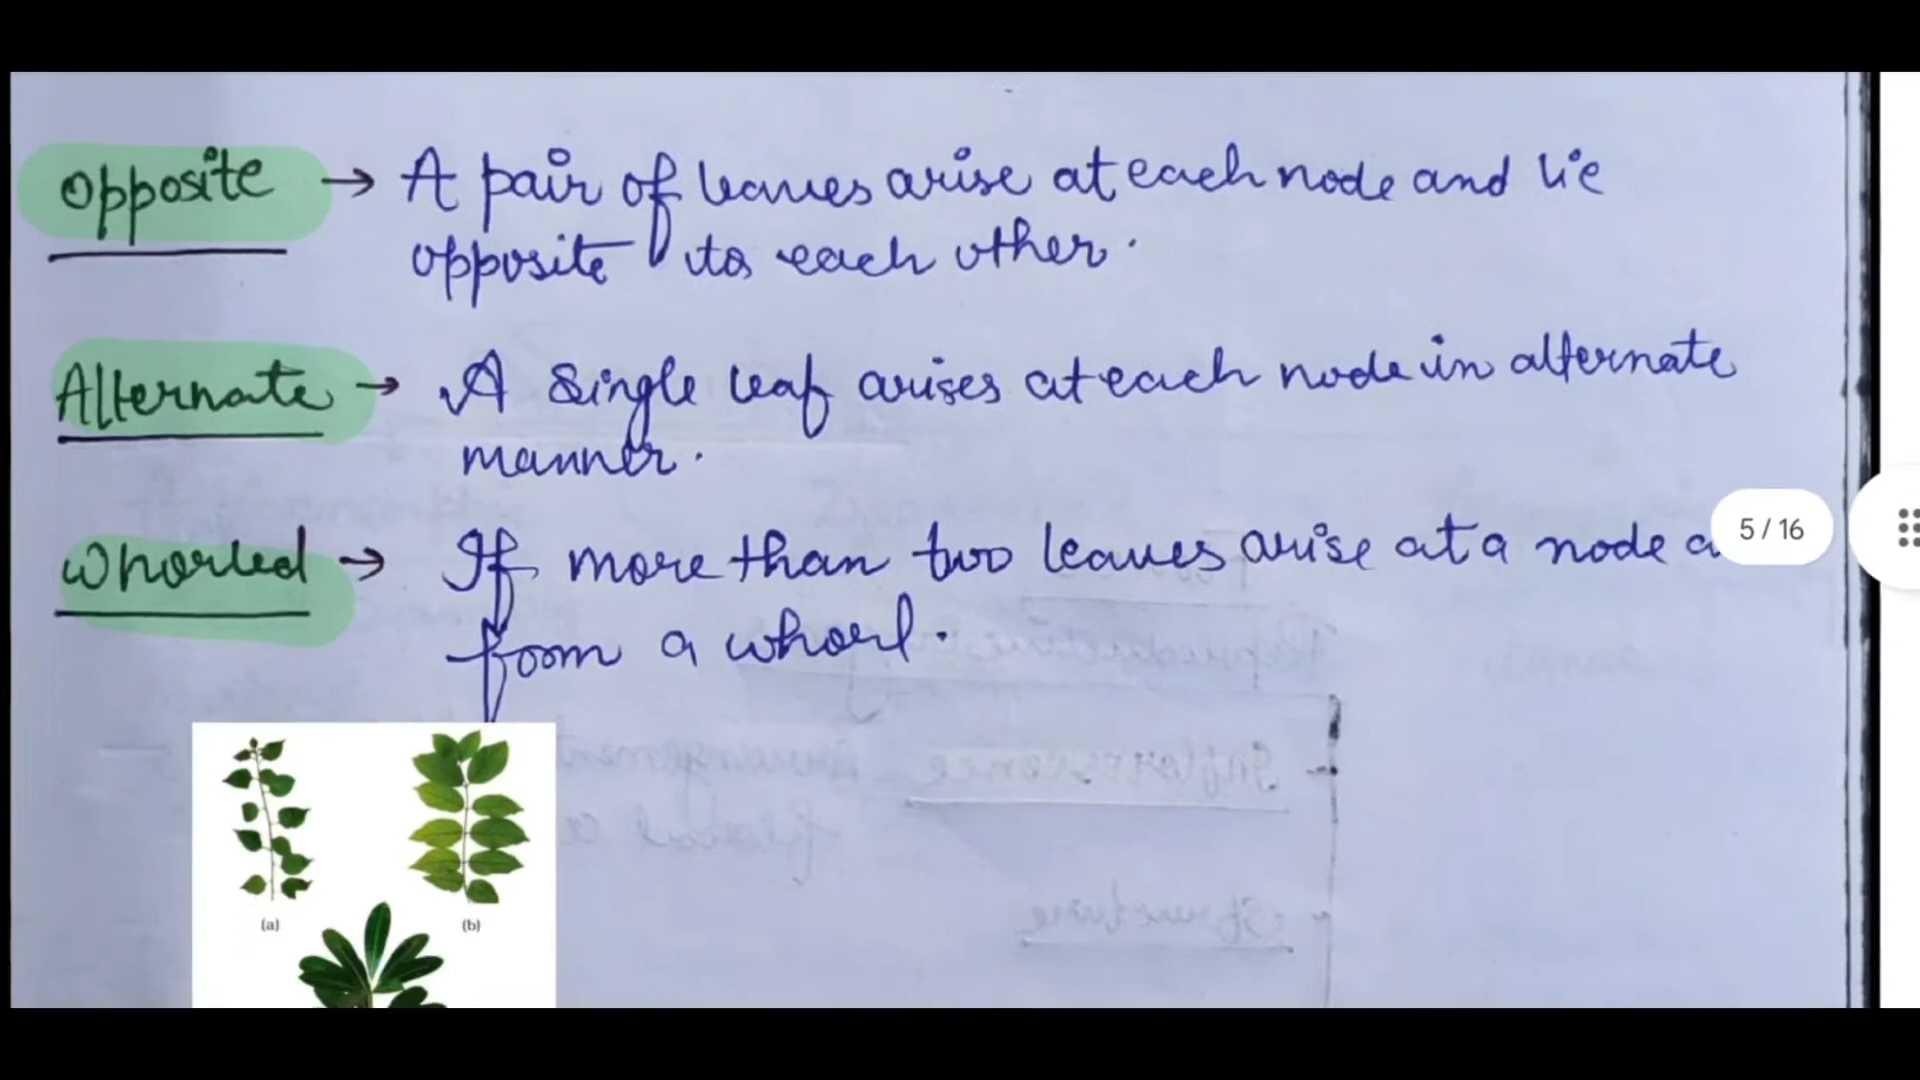 Opposite → A pair of leaves arise at each node and lie
opposite to each other.
Alternate → A single leaf arises at each node in alternate
manner.
Whorled → If more than two leaves arise at a node a
5 / 16
form a whorl.
(a)
(b)